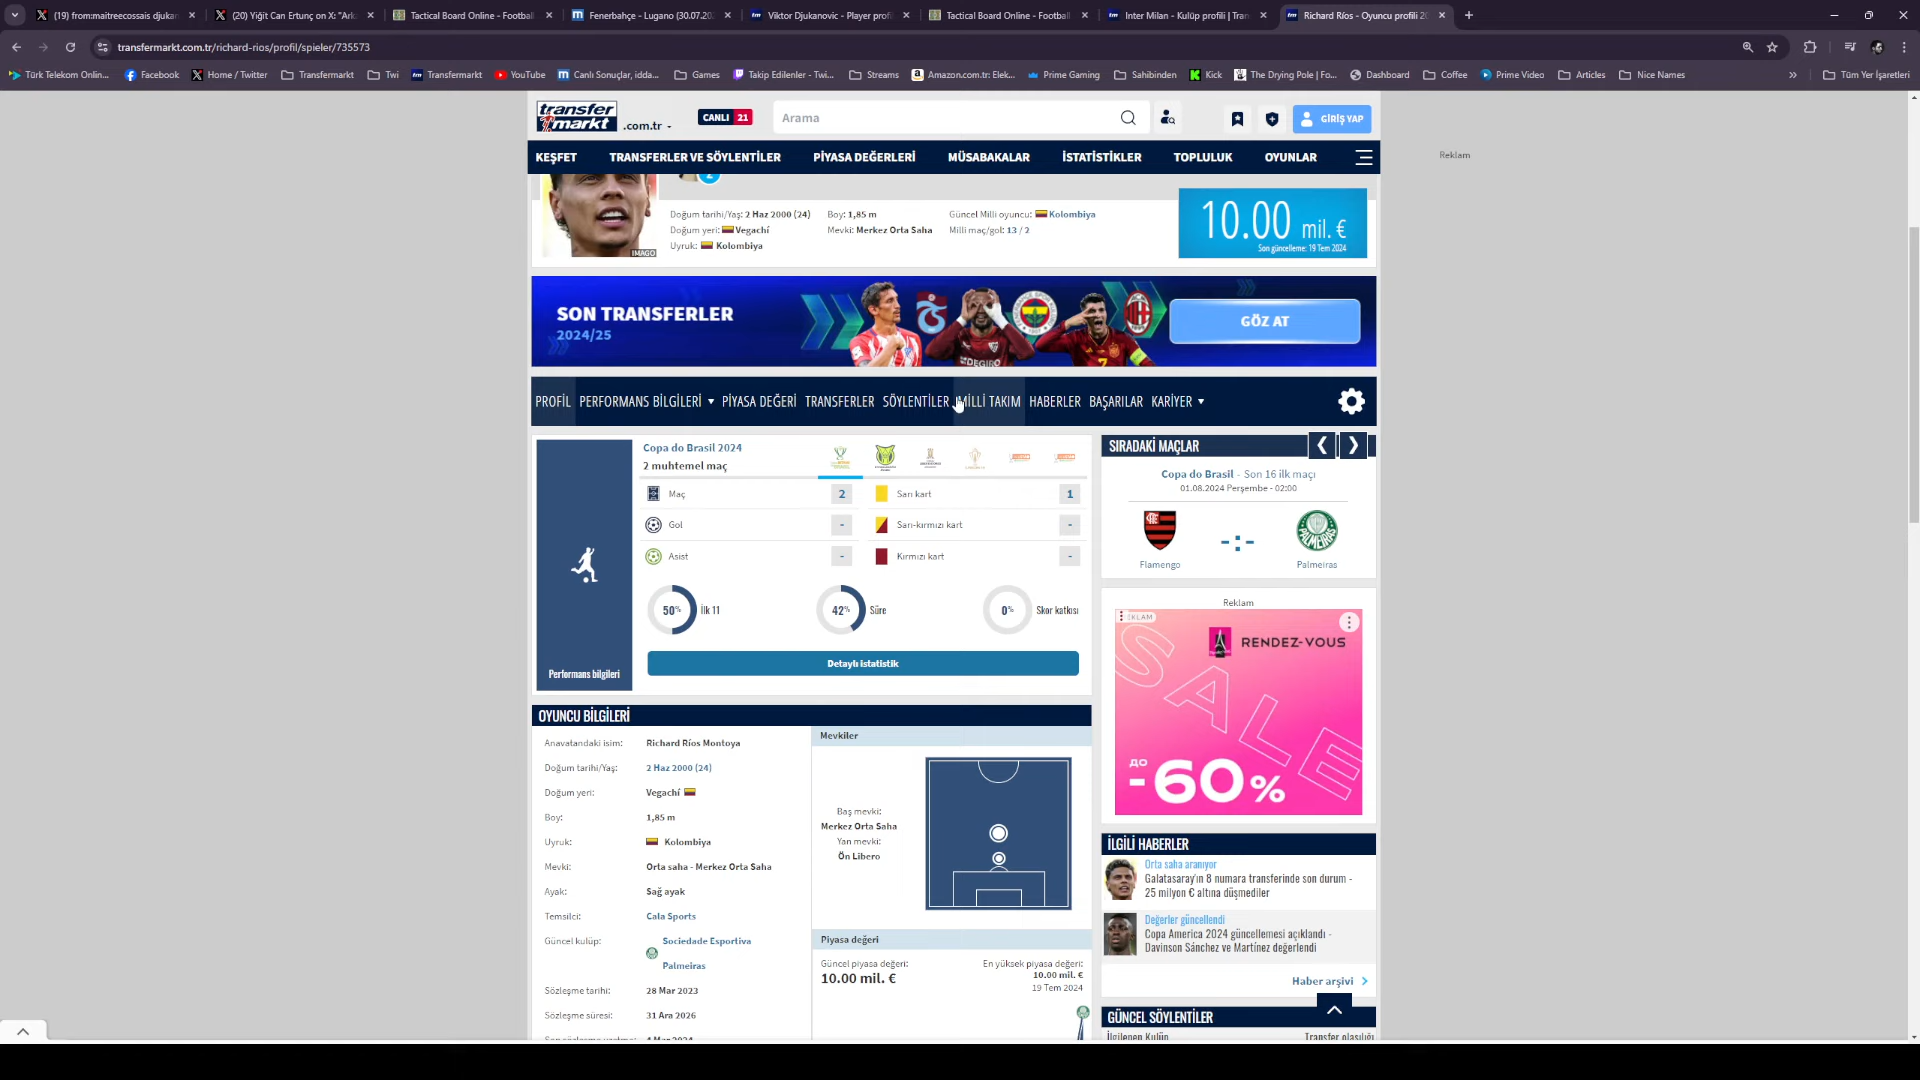 (19) from:maitreecossais djukan
(20) Yiğit Can Ertunç on X: "Ark
Tactical Board Online - Football
Fenerbahçe - Lugano (30.07.20
Viktor Djukanovic - Player profi
Tactical Board Online - Football
Inter Milan - Kulüp profili | Tran
Richard Ríos - Oyuncu profili 2
transfermarkt.com.tr/richard-rios/profil/spieler/735573
Türk Telekom Onlin...
Facebook
Home / Twitter
Transfermarkt
Twi
Transfermarkt
YouTube
Canlı Sonuçlar, idda...
Games
Takip Edilenler - Twi...
Streams
Amazon.com.tr: Elek...
Prime Gaming
Sahibinden
Kick
The Drying Pole | Fo...
Dashboard
Coffee
Prime Video
Articles
Nice Names
Tüm Yer İşaretleri
transfer
markt
.com.tr
CANLI 21
Arama
GİRİŞ YAP
KEŞFET
TRANSFERLER VE SÖYLENTİLER
PİYASA DEĞERLERİ
MÜSABAKALAR
İSTATİSTİKLER
TOPLULUK
OYUNLAR
Reklam
Doğum tarihi/Yaş: 2 Haz 2000 (24)
Doğum yeri: Vegachí
Uyruk: Kolombiya
Boy: 1,85 m
Mevki: Merkez Orta Saha
Güncel Milli oyuncu: Kolombiya
Milli maç/gol: 13 / 2
10.00 mil. €
Son güncelleme: 19 Tem 2024
IMAGO
SON TRANSFERLER
2024/25
DEGIRO
7
GÖZ AT
PROFİL
PERFORMANS BİLGİLERİ
PİYASA DEĞERİ
TRANSFERLER
SÖYLENTİLER
MİLLİ TAKIM
HABERLER
BAŞARILAR
KARİYER
Copa do Brasil 2024
2 muhtemel maç
Maç 2
Sarı kart 1
Gol -
Sarı-kırmızı kart -
Asist -
Kırmızı kart -
50% İlk 11
42% Süre
0% Skor katkısı
Performans bilgileri
Detaylı istatistik
SIRADAKİ MAÇLAR
Copa do Brasil - Son 16 ilk maçı
01.08.2024 Perşembe - 02:00
-:-
Flamengo
Palmeiras
Reklam
REKLAM
RENDEZ-VOUS
SALE
ДО
-60%
OYUNCU BİLGİLERİ
Anavatandaki isim: Richard Ríos Montoya
Doğum tarihi/Yaş: 2 Haz 2000 (24)
Doğum yeri: Vegachí
Boy: 1,85 m
Uyruk: Kolombiya
Mevki: Orta saha - Merkez Orta Saha
Ayak: Sağ ayak
Temsilci: Cala Sports
Güncel kulüp: Sociedade Esportiva
Palmeiras
Sözleşme tarihi: 28 Mar 2023
Sözleşme süresi: 31 Ara 2026
Mevkiler
Baş mevki:
Merkez Orta Saha
Yan mevki:
Ön Libero
Piyasa değeri
Güncel piyasa değeri:
10.00 mil. €
En yüksek piyasa değeri:
10.00 mil. €
19 Tem 2024
İLGİLİ HABERLER
Orta saha aranıyor
Galatasaray'ın 8 numara transferinde son durum -
25 milyon € altına düşmediler
Değerler güncellendi
Copa America 2024 güncellemesi açıklandı -
Davinson Sánchez ve Martínez değerlendi
Haber arşivi
GÜNCEL SÖYLENTİLER
İlgilenen Kulüp
Transfer olasılığı